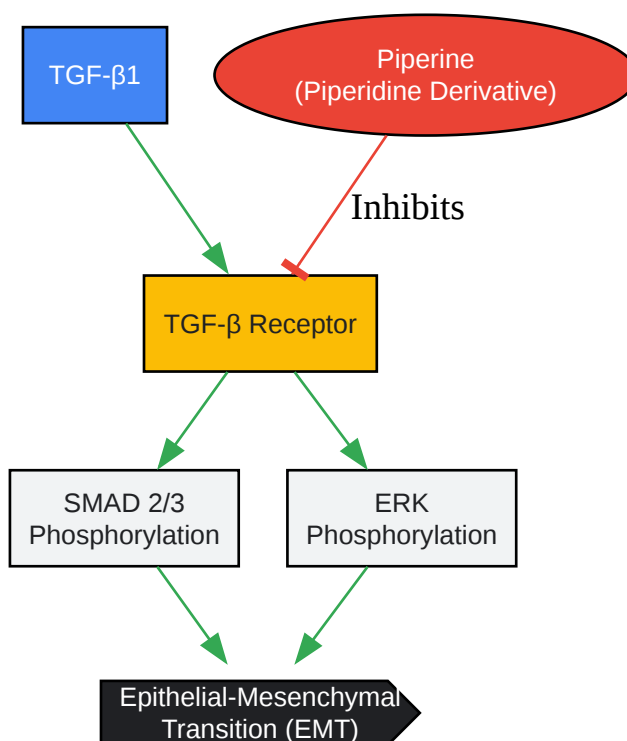 TGF-β1
Piperine
(Piperidine Derivative)
Inhibits
TGF-β Receptor
SMAD 2/3
Phosphorylation
ERK
Phosphorylation
Epithelial-Mesenchymal
Transition (EMT)